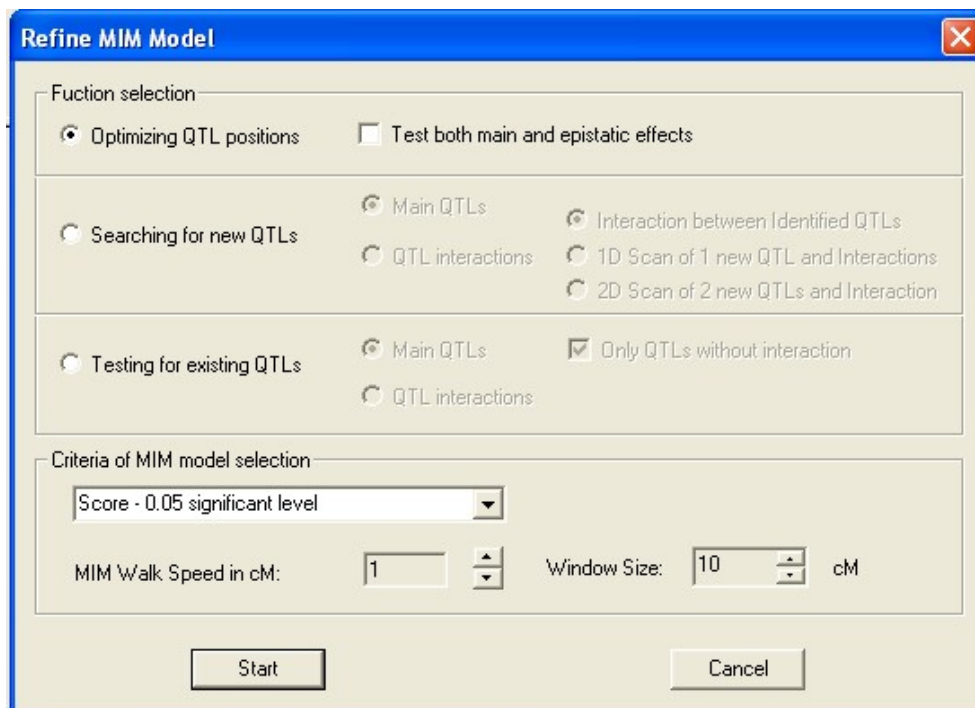 Refine MIM Model
Fuction selection
Optimizing QTL positions
Test both main and epistatic effects
Searching for new QTLs
Main QTLs
QTL interactions
Interaction between Identified QTLs
1D Scan of 1 new QTL and Interactions
2D Scan of 2 new QTLs and Interaction
Testing for existing QTLs
Main QTLs
QTL interactions
Only QTLs without interaction
Criteria of MIM model selection
Score - 0.05 significant level
MIM Walk Speed in cM: 1 Window Size: 10 cM
Start Cancel